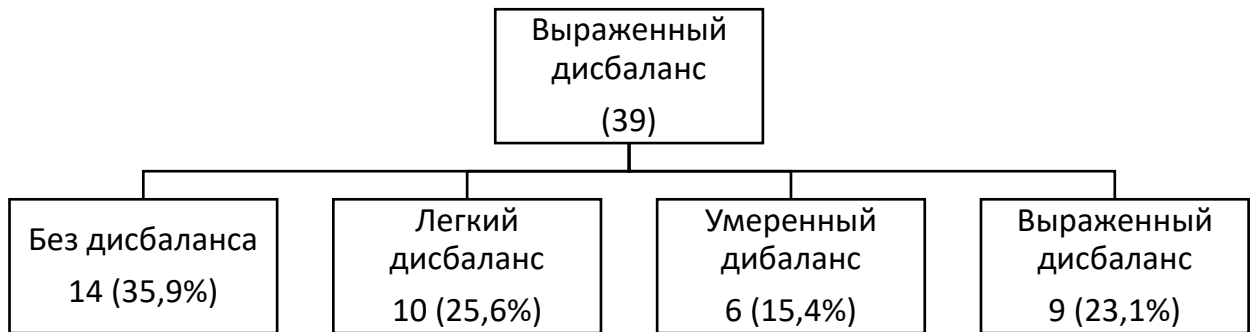 Выраженный
дисбаланс
(39)
Без дисбаланса
14 (35,9%)
Легкий
дисбаланс
10 (25,6%)
Умеренный
дибаланс
6 (15,4%)
Выраженный
дисбаланс
9 (23,1%)